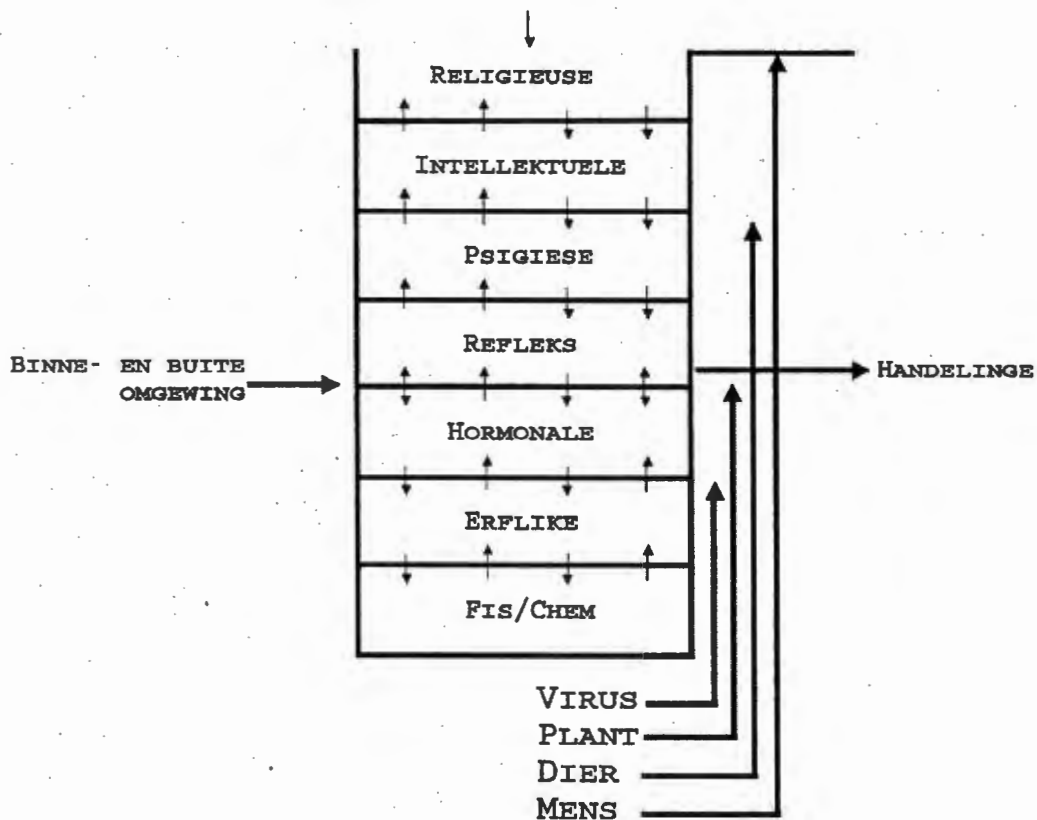 RELIGIEUSE
INTELLEKTUELE
PSIGIESE
REFLEKS
BINNE- EN BUITE
OMGEWING
HANDELINGE
HORMONALE
ERFLIKE
FIS/CHEM
VIRUS
PLANT
DIER
MENS